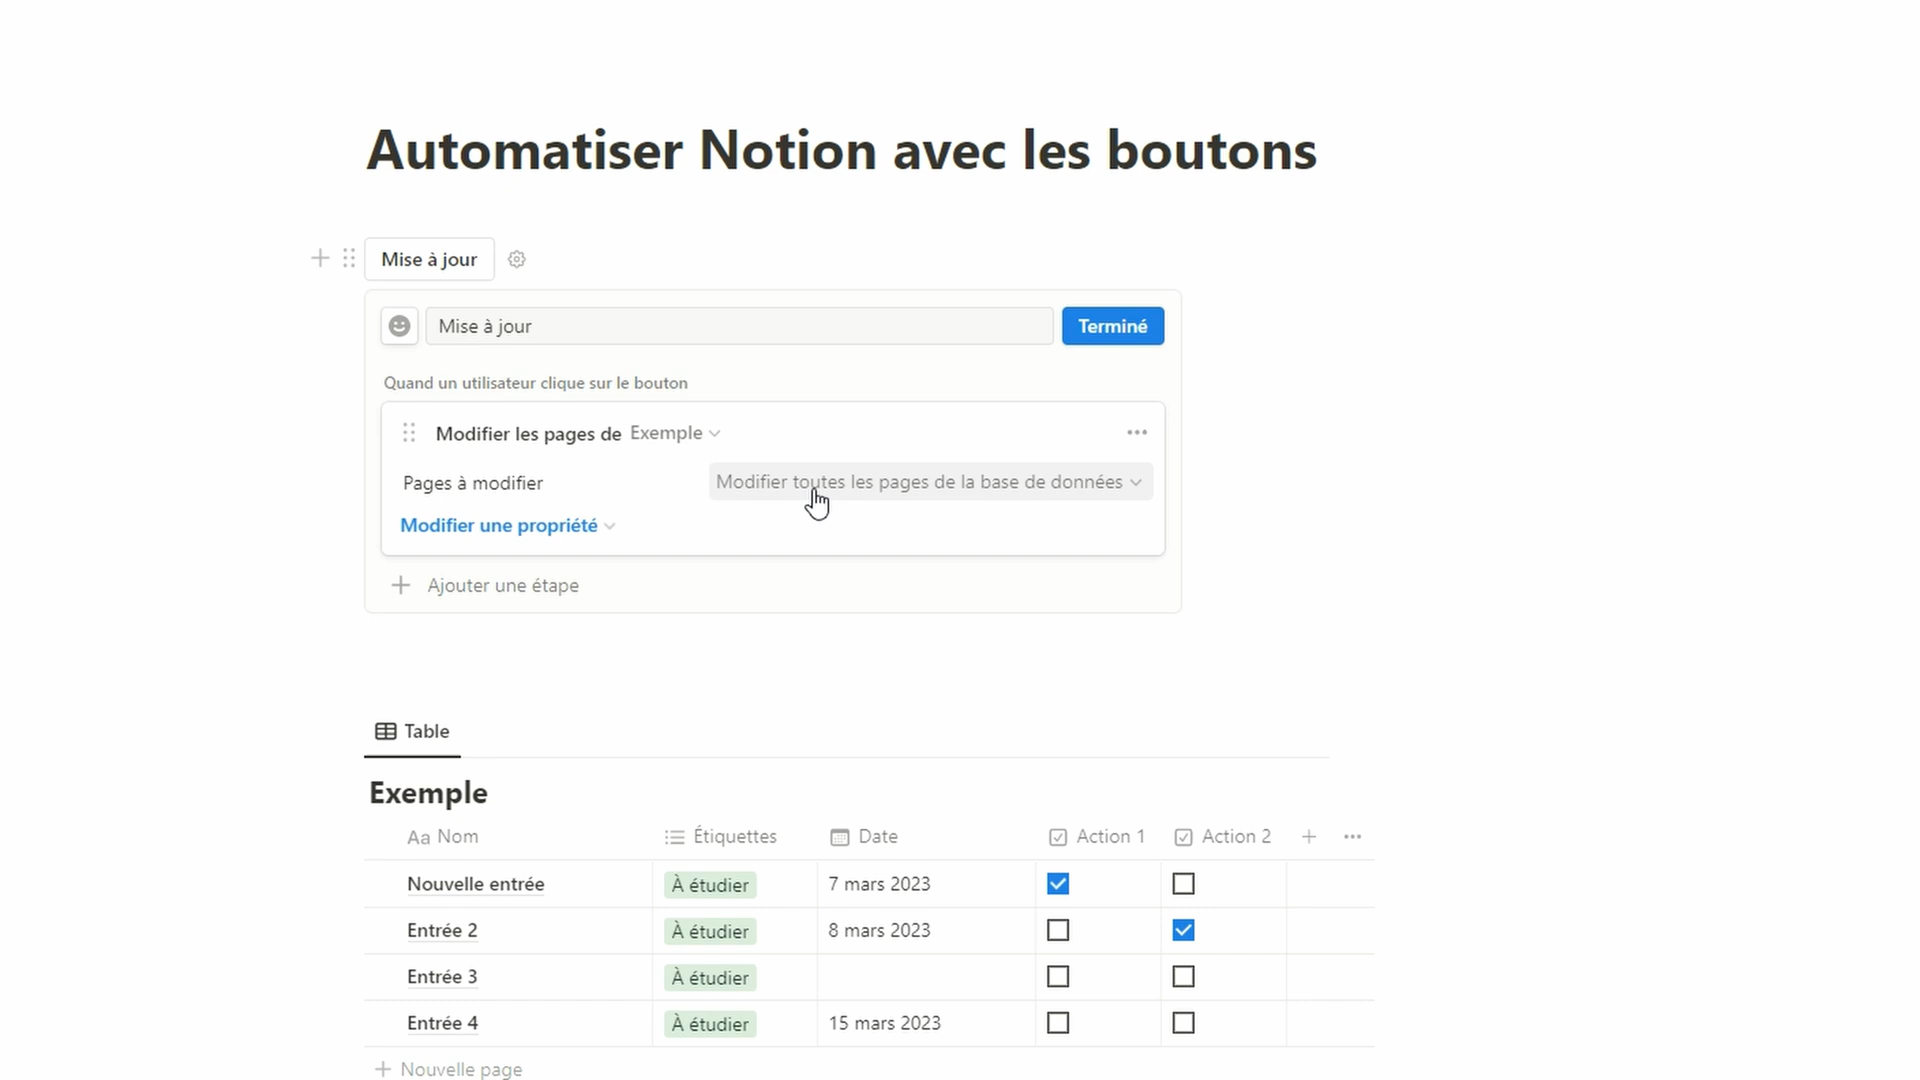 Automatiser Notion avec les boutons
Mise à jour
Mise à jour
Terminé
Quand un utilisateur clique sur le bouton
Modifier les pages de Exemple
Pages à modifier Modifier toutes les pages de la base de données
Modifier une propriété
Ajouter une étape
Table
Exemple
Aa Nom Étiquettes Date Action 1 Action 2
Nouvelle entrée À étudier 7 mars 2023
Entrée 2 À étudier 8 mars 2023
Entrée 3 À étudier
Entrée 4 À étudier 15 mars 2023
Nouvelle page